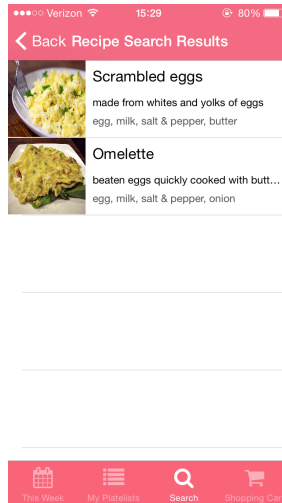 Verizon 15:29 80%
Back Recipe Search Results
Scrambled eggs
made from whites and yolks of eggs
egg, milk, salt & pepper, butter
Omelette
beaten eggs quickly cooked with butt...
egg, milk, salt & pepper, onion
This Week My Platelists Search Shopping Car